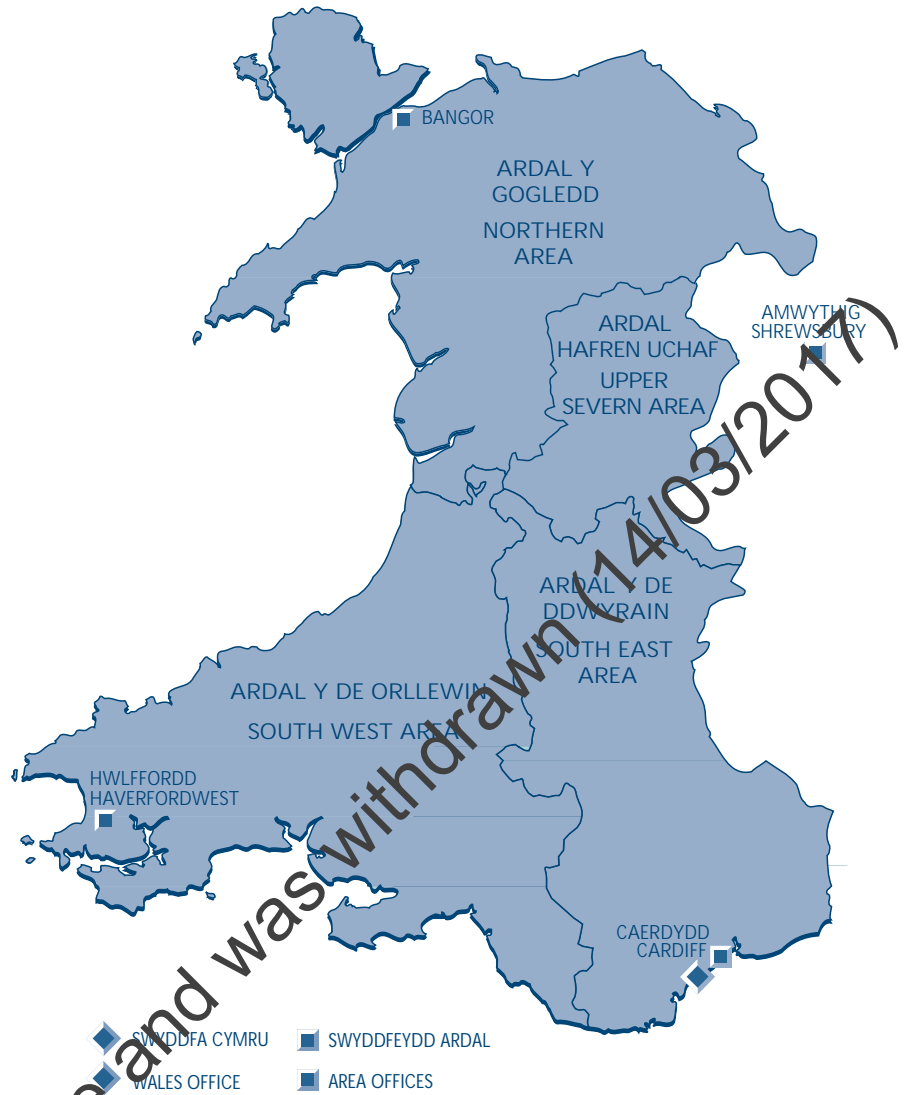 BANGOR
ARDAL Y
GOGLEDD
NORTHERN
AREA
AMWYTHIG
SHREWSBURY
ARDAL
HAFREN UCHAF
UPPER
SEVERN AREA
ARDAL Y DE
DDWYRAIN
SOUTH EAST
AREA
ARDAL Y DE ORLLEWIN
SOUTH WEST AREA
HWLFFORDD
HAVERFORDWEST
CAERDYDD
CARDIFF
SWYDDFA CYMRU
SWYDDFEYDD ARDAL
WALES OFFICE
AREA OFFICES
and was withdrawn (14/03/2017)